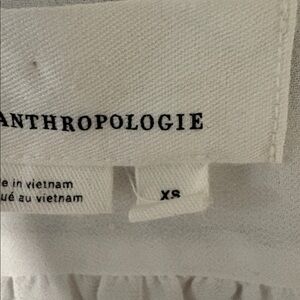 ANTHROPOLOGIE
e in vietnam
XS
ué au vietnam